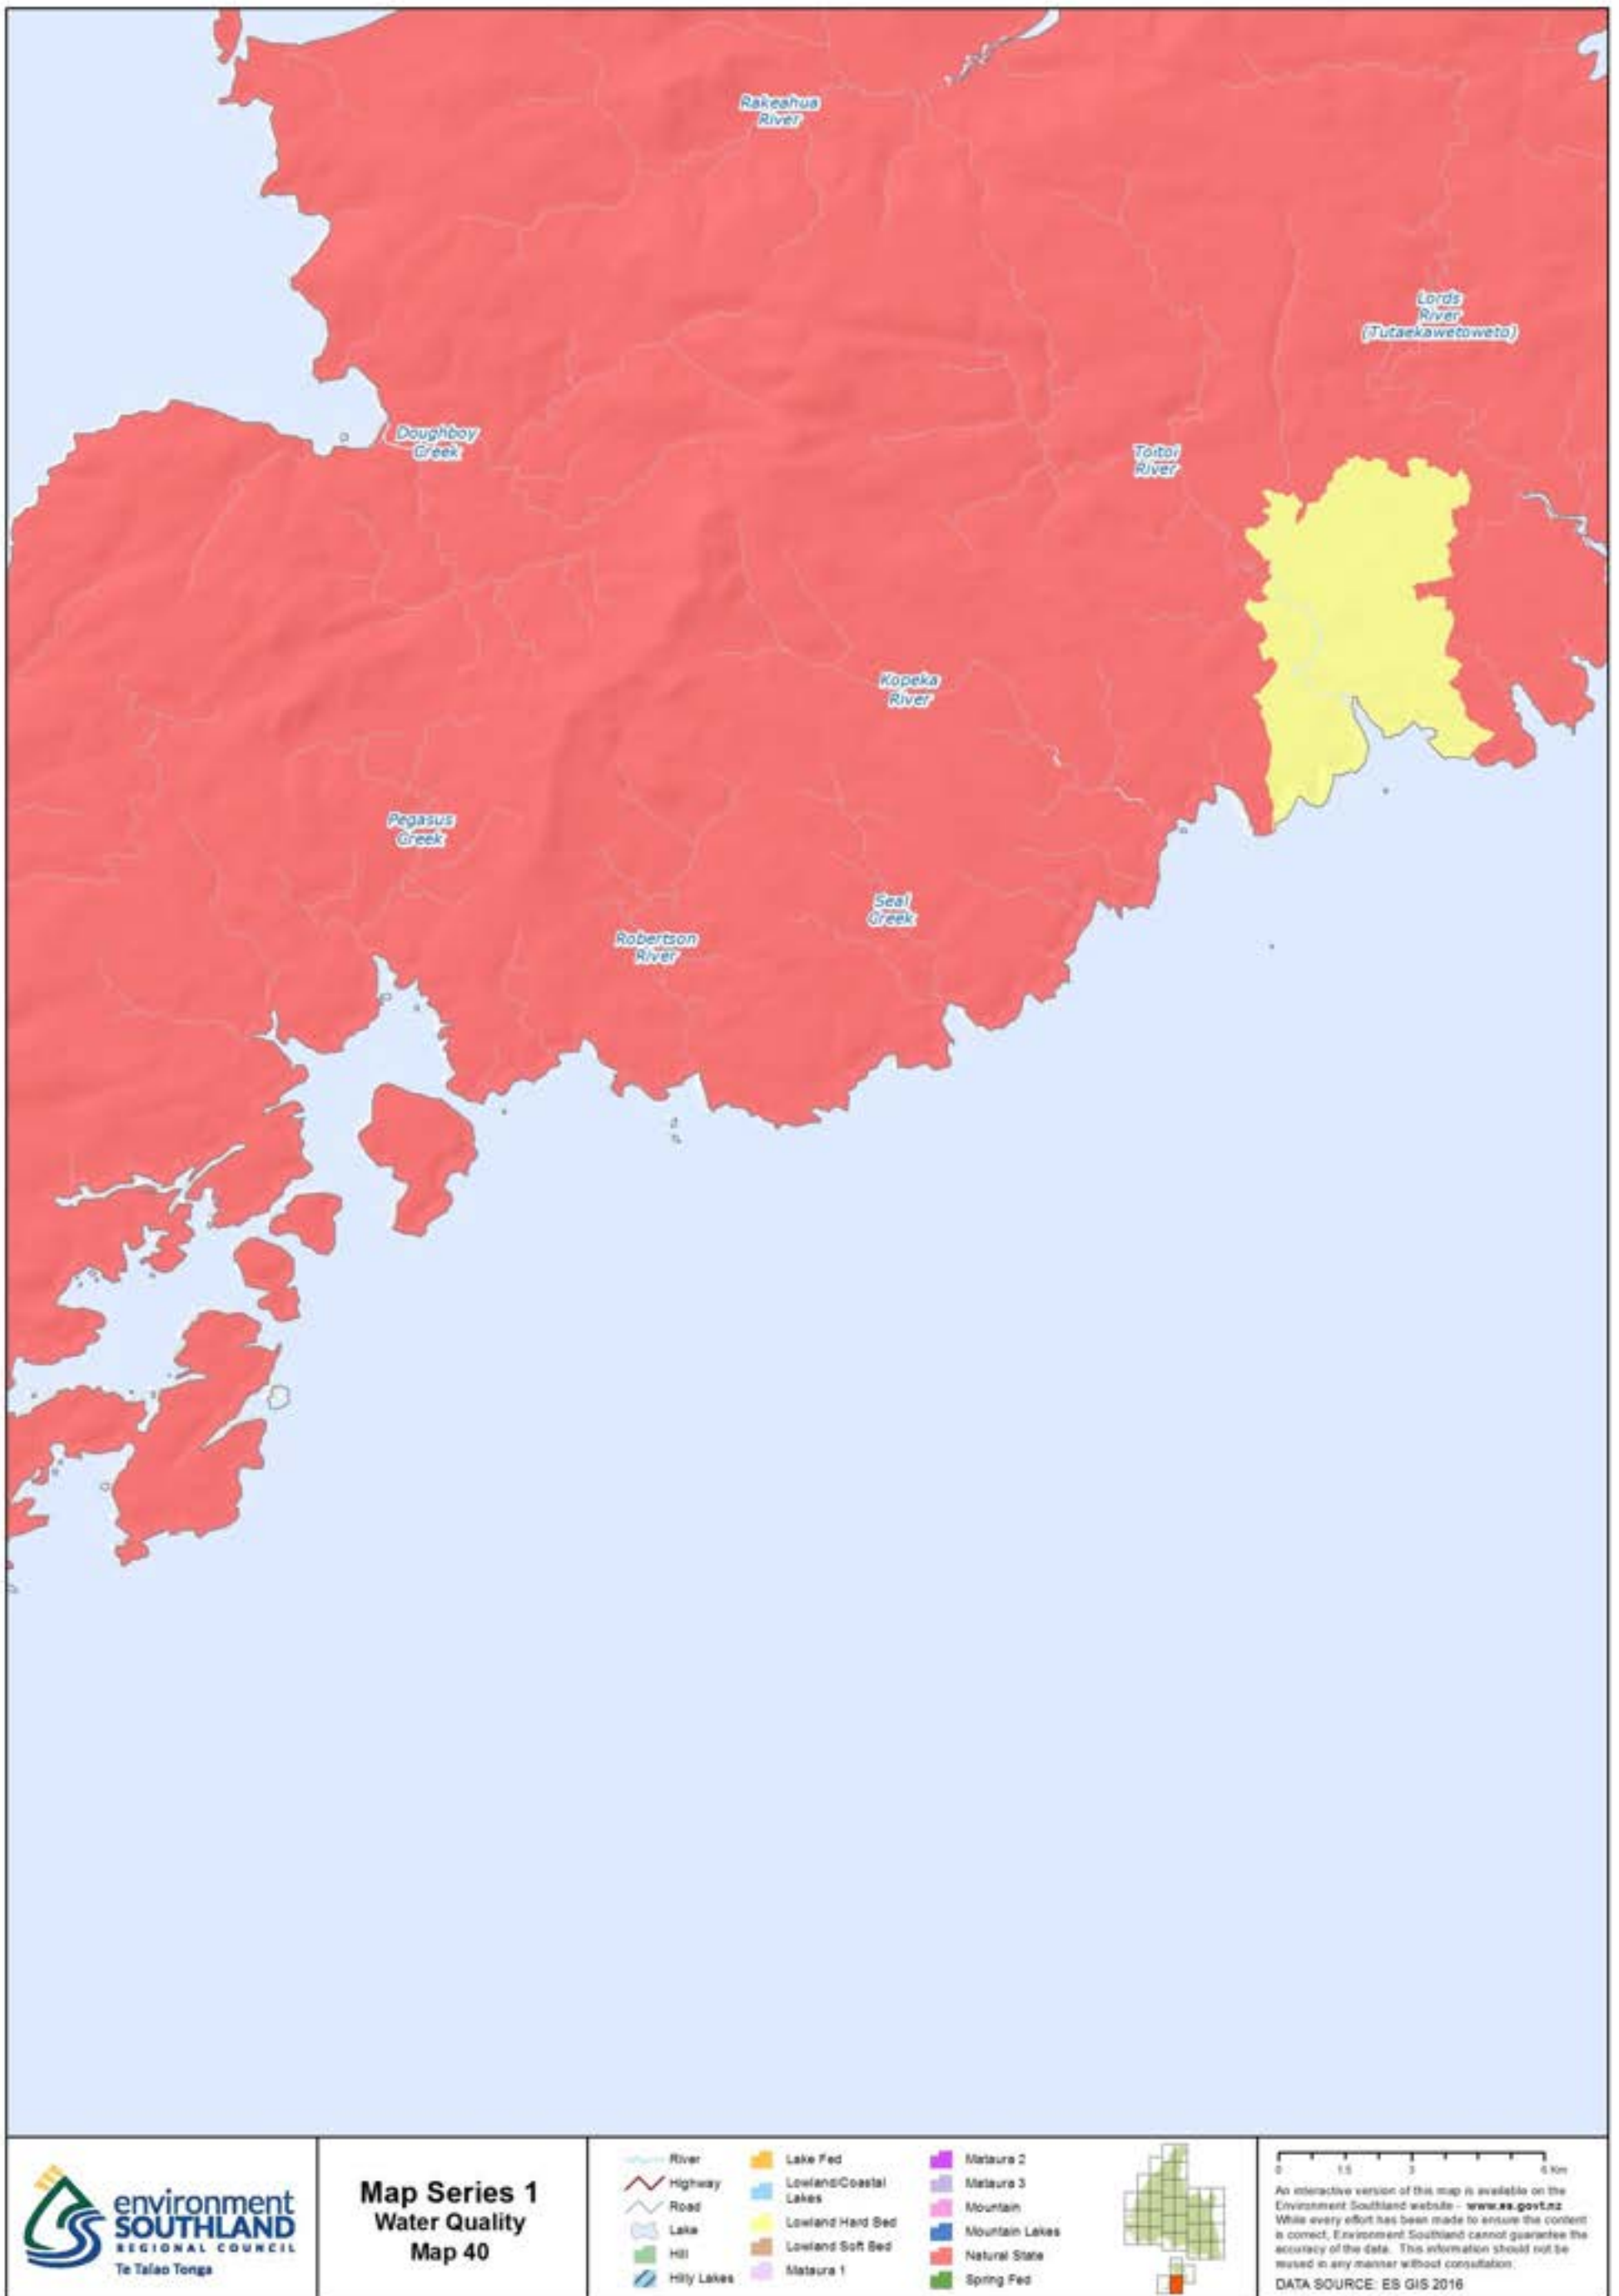 Rakeahua
River
Lords
River
(Tutaekawetoweto)
Doughboy
Creek
Toitoi
River
Kopeka
River
Pegasus
Creek
Seal
Creek
Robertson
River
environment
SOUTHLAND
REGIONAL COUNCIL
Te Taiao Tonga
Map Series 1
Water Quality
Map 40
River
Highway
Road
Lake
Hill
Hilly Lakes
Lake Fed
Lowland/Coastal
Lakes
Lowland Hard Bed
Lowland Soft Bed
Mataura 1
Mataura 2
Mataura 3
Mountain
Mountain Lakes
Natural State
Spring Fed
0 1.5 3 6 Km
An interactive version of this map is available on the
Environment Southland website - www.es.govt.nz
While every effort has been made to ensure the content
is correct, Environment Southland cannot guarantee the
accuracy of the data. This information should not be
reused in any manner without consultation.
DATA SOURCE: ES GIS 2016